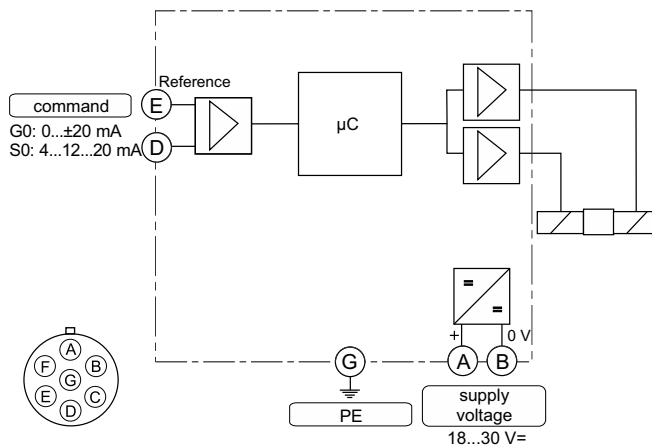 Reference
E
command
G0: 0...±20 mA
S0: 4...12...20 mA
D
µC
+
0 V
G
A
B
PE
supply
voltage
18...30 V=
A
F
B
G
E
C
D